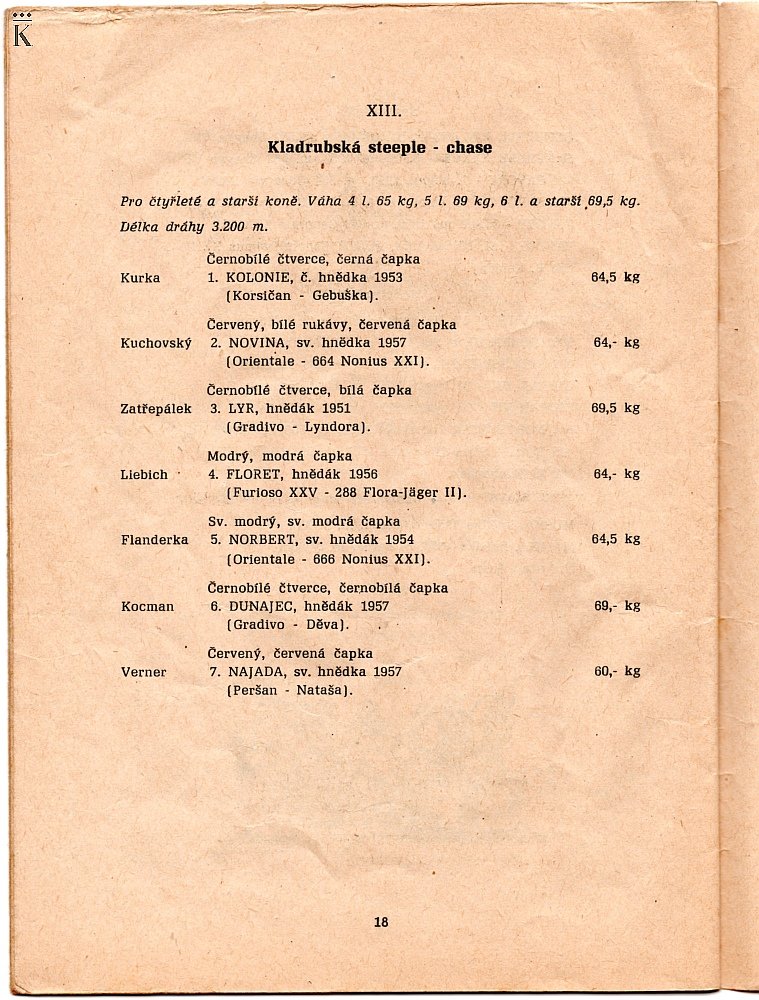 K
XIII.
Kladrubská steeple - chase
Pro čtyřleté a starší koně. Váha 4 l. 65 kg, 5 l. 69 kg, 6 l. a starší 69,5 kg.
Délka dráhy 3.200 m.
Černobílé čtverce, černá čapka
Kurka 1. KOLONIE, č. hnědka 1953 64,5 kg
(Korsičan - Gebuška).
Červený, bílé rukávy, červená čapka
Kuchovský 2. NOVINA, sv. hnědka 1957 64,- kg
(Orientale - 664 Nonius XXI).
Černobílé čtverce, bílá čapka
Zatřepálek 3. LYR, hnědák 1951 69,5 kg
(Gradivo - Lyndora).
Modrý, modrá čapka
Liebich 4. FLORET, hnědák 1956 64,- kg
(Furioso XXV - 288 Flora-Jäger II).
Sv. modrý, sv. modrá čapka
Flanderka 5. NORBERT, sv. hnědák 1954 64,5 kg
(Orientale - 666 Nonius XXI).
Černobílé čtverce, černobílá čapka
Kocman 6. DUNAJEC, hnědák 1957 69,- kg
(Gradivo - Děva).
Červený, červená čapka
Verner 7. NAJADA, sv. hnědka 1957 60,- kg
(Peršan - Nataša).
18